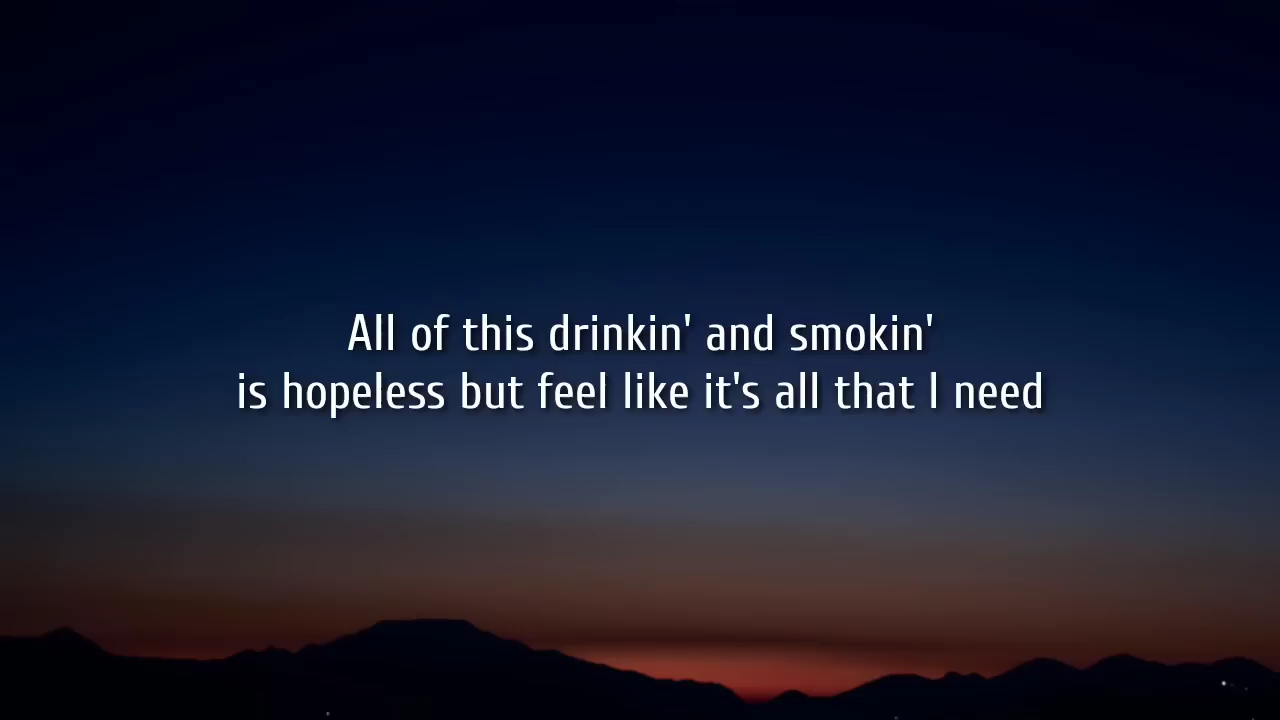 All of this drinkin' and smokin'
is hopeless but feel like it's all that I need